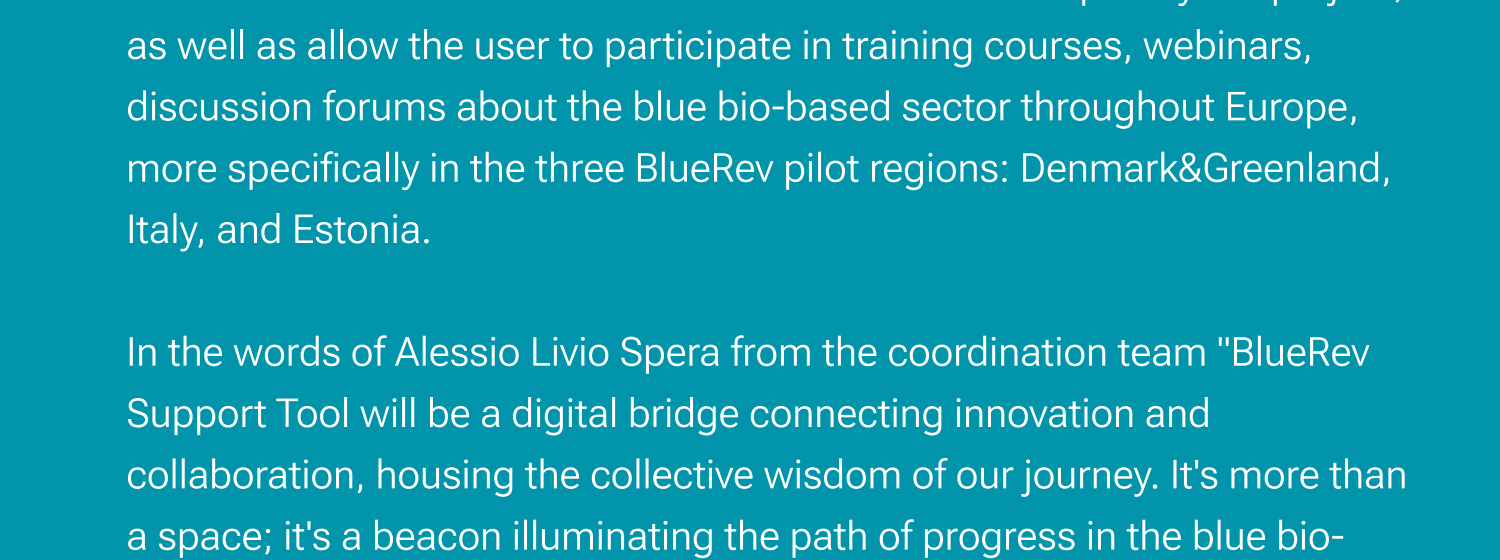 as well as allow the user to participate in training courses, webinars,
discussion forums about the blue bio-based sector throughout Europe,
more specifically in the three BlueRev pilot regions: Denmark&Greenland,
Italy, and Estonia.
In the words of Alessio Livio Spera from the coordination team "BlueRev
Support Tool will be a digital bridge connecting innovation and
collaboration, housing the collective wisdom of our journey. It's more than
a space; it's a beacon illuminating the path of progress in the blue bio-